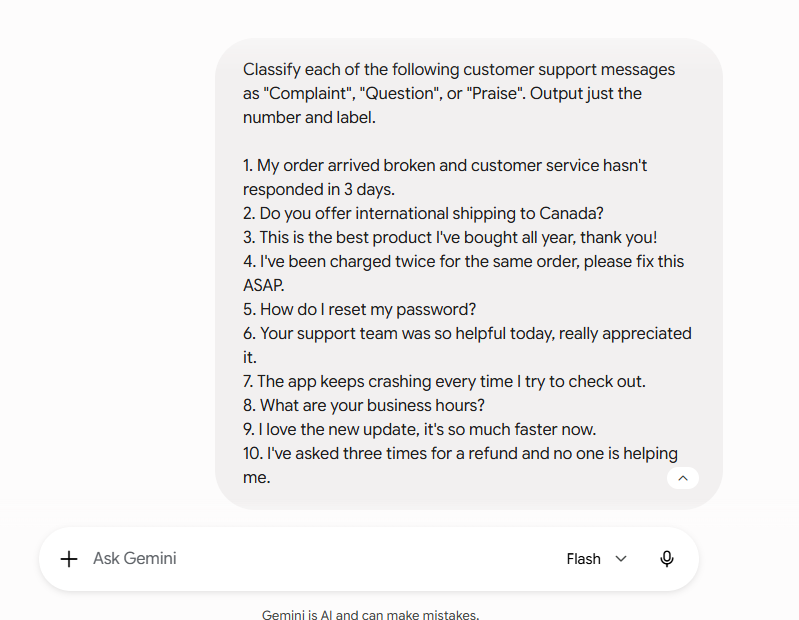 Classify each of the following customer support messages
as "Complaint", "Question", or "Praise". Output just the
number and label.
1. My order arrived broken and customer service hasn't
responded in 3 days.
2. Do you offer international shipping to Canada?
3. This is the best product I've bought all year, thank you!
4. I've been charged twice for the same order, please fix this
ASAP.
5. How do I reset my password?
6. Your support team was so helpful today, really appreciated
it.
7. The app keeps crashing every time I try to check out.
8. What are your business hours?
9. I love the new update, it's so much faster now.
10. I've asked three times for a refund and no one is helping
me.
Ask Gemini
Flash
Gemini is AI and can make mistakes.